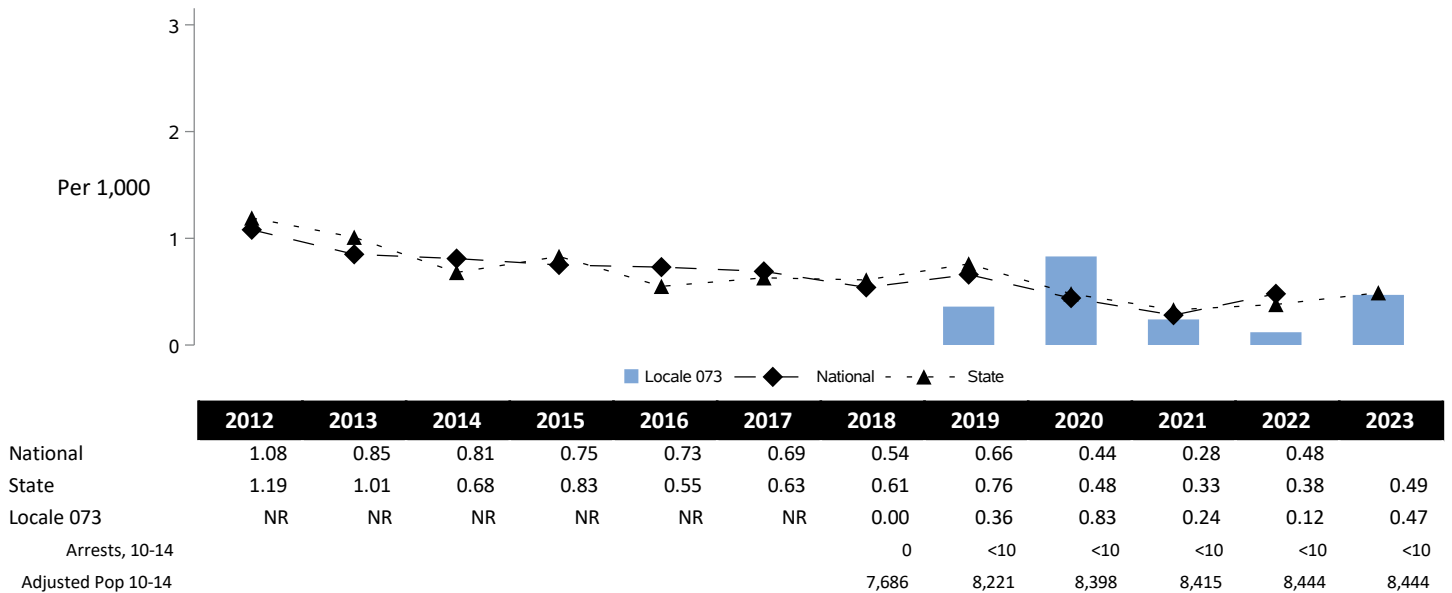 3
2
Per 1,000
1
0
Locale 073 National State
2012 2013 2014 2015 2016 2017 2018 2019 2020 2021 2022 2023
National 1.08 0.85 0.81 0.75 0.73 0.69 0.54 0.66 0.44 0.28 0.48
State 1.19 1.01 0.68 0.83 0.55 0.63 0.61 0.76 0.48 0.33 0.38 0.49
Locale 073 NR NR NR NR NR NR 0.00 0.36 0.83 0.24 0.12 0.47
Arrests, 10-14 0 <10 <10 <10 <10 <10
Adjusted Pop 10-14 7,686 8,221 8,398 8,415 8,444 8,444